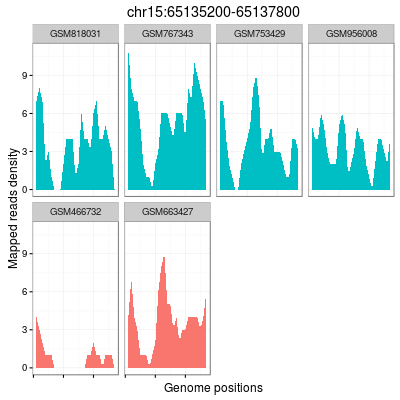 chr15:65135200-65137800
GSM818031 GSM767343 GSM753429 GSM956008
9
6
3
0
GSM466732 GSM663427
9
6
3
0
Mapped reads density
Genome positions